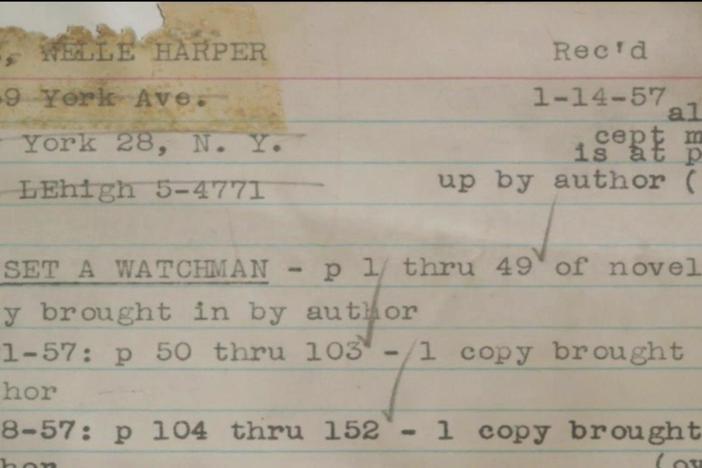 , NELLE HARPER Rec'd
9 York Ave. 1-14-57
al
York 28, N. Y. cept m
is at p
LEhigh 5-4771 up by author (
SET A WATCHMAN - p 1 thru 49 of novel
y brought in by author
1-57: p 50 thru 103 - 1 copy brought
hor
8-57: p 104 thru 152 - 1 copy brought
hor (ov